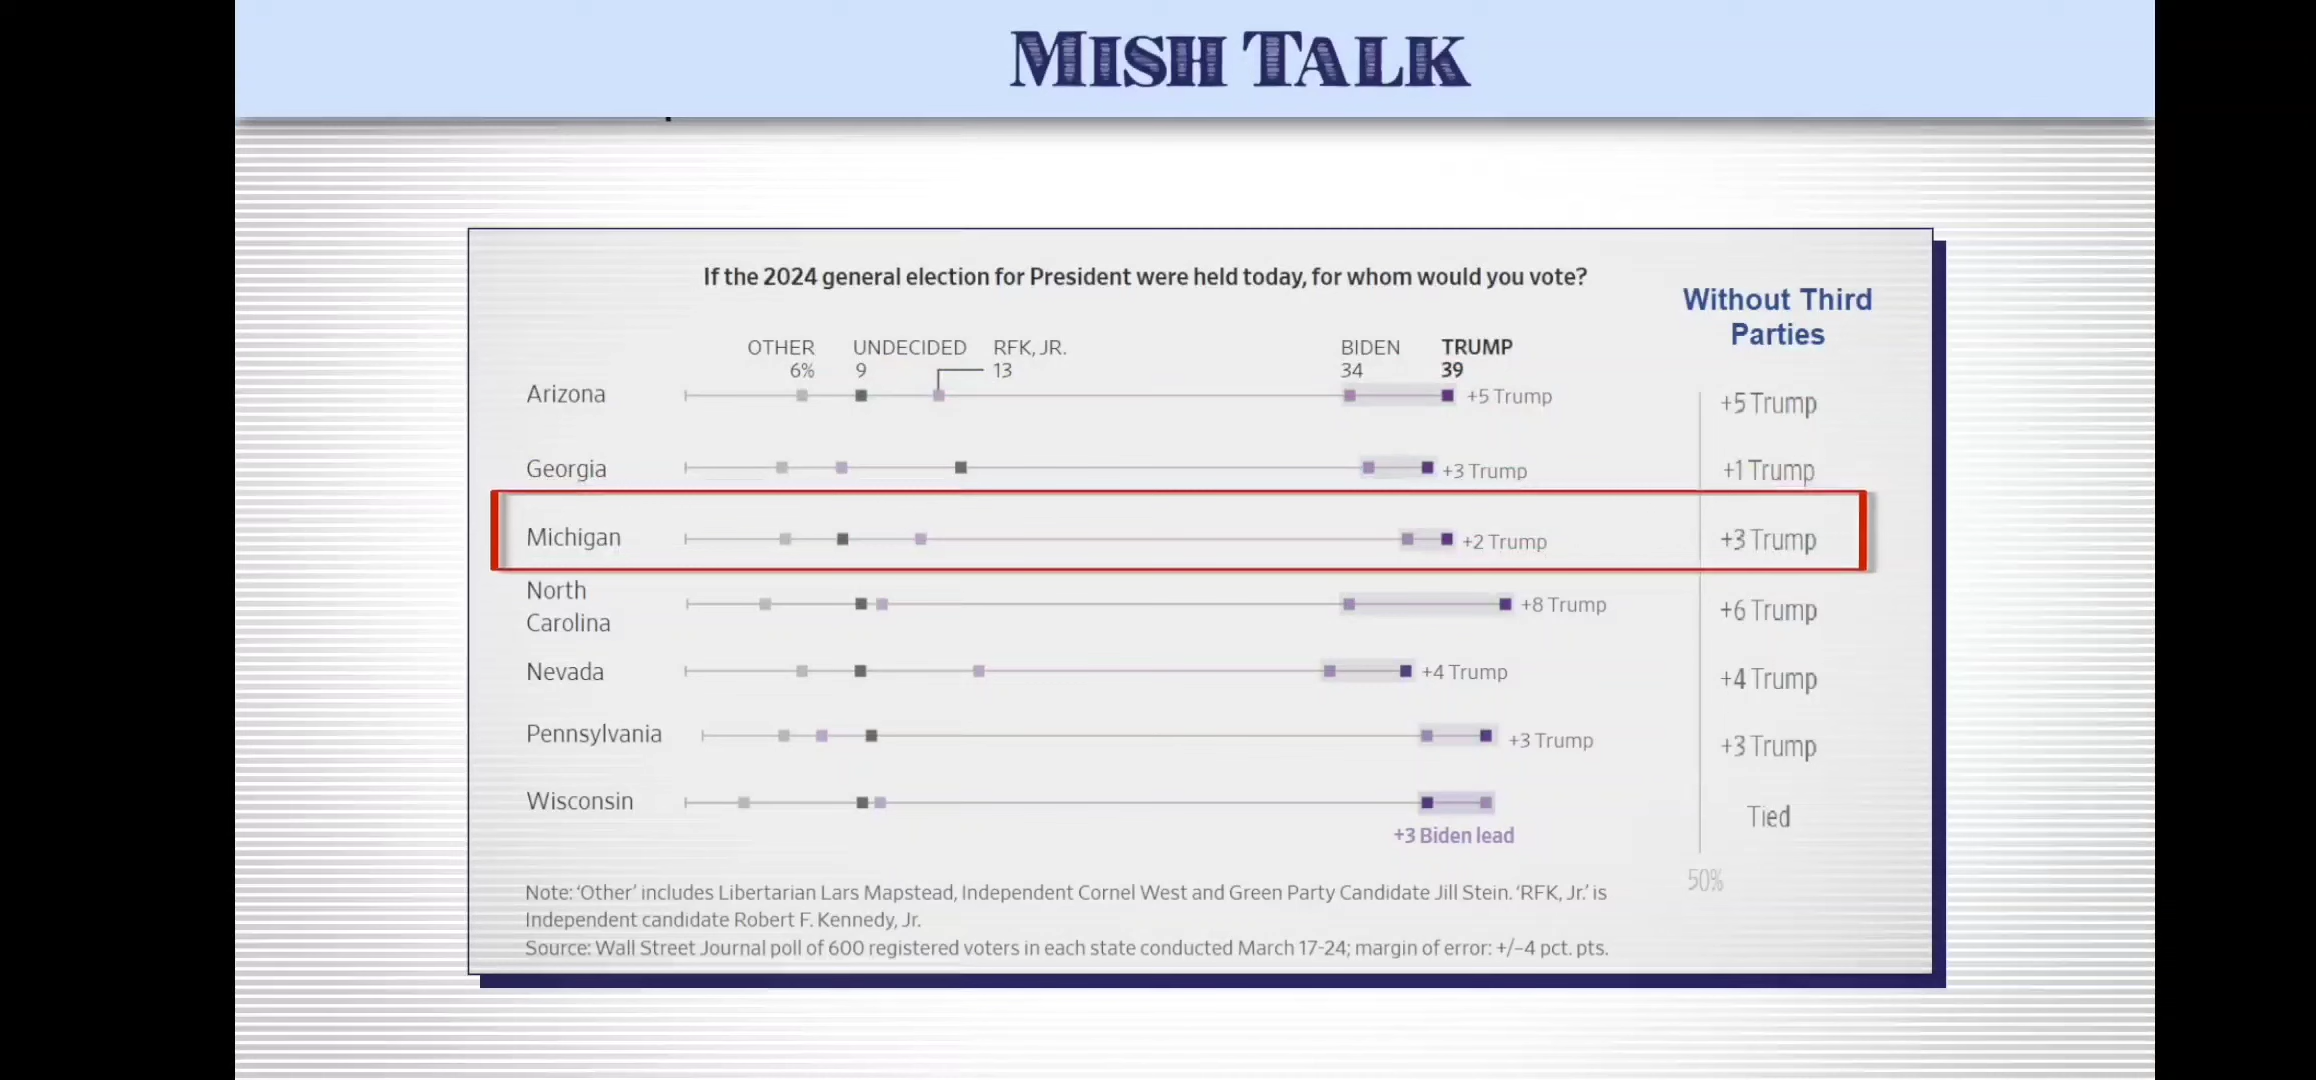 MISH TALK
If the 2024 general election for President were held today, for whom would you vote?
Without Third
Parties
OTHER UNDECIDED RFK, JR. BIDEN TRUMP
6% 9 13 34 39
Arizona +5 Trump +5 Trump
Georgia +3 Trump +1 Trump
Michigan +2 Trump +3 Trump
North
Carolina +8 Trump +6 Trump
Nevada +4 Trump +4 Trump
Pennsylvania +3 Trump +3 Trump
Wisconsin Tied
+3 Biden lead
50%
Note: ‘Other’ includes Libertarian Lars Mapstead, Independent Cornel West and Green Party Candidate Jill Stein. ‘RFK, Jr.’ is
Independent candidate Robert F. Kennedy, Jr.
Source: Wall Street Journal poll of 600 registered voters in each state conducted March 17-24; margin of error: +/−4 pct. pts.